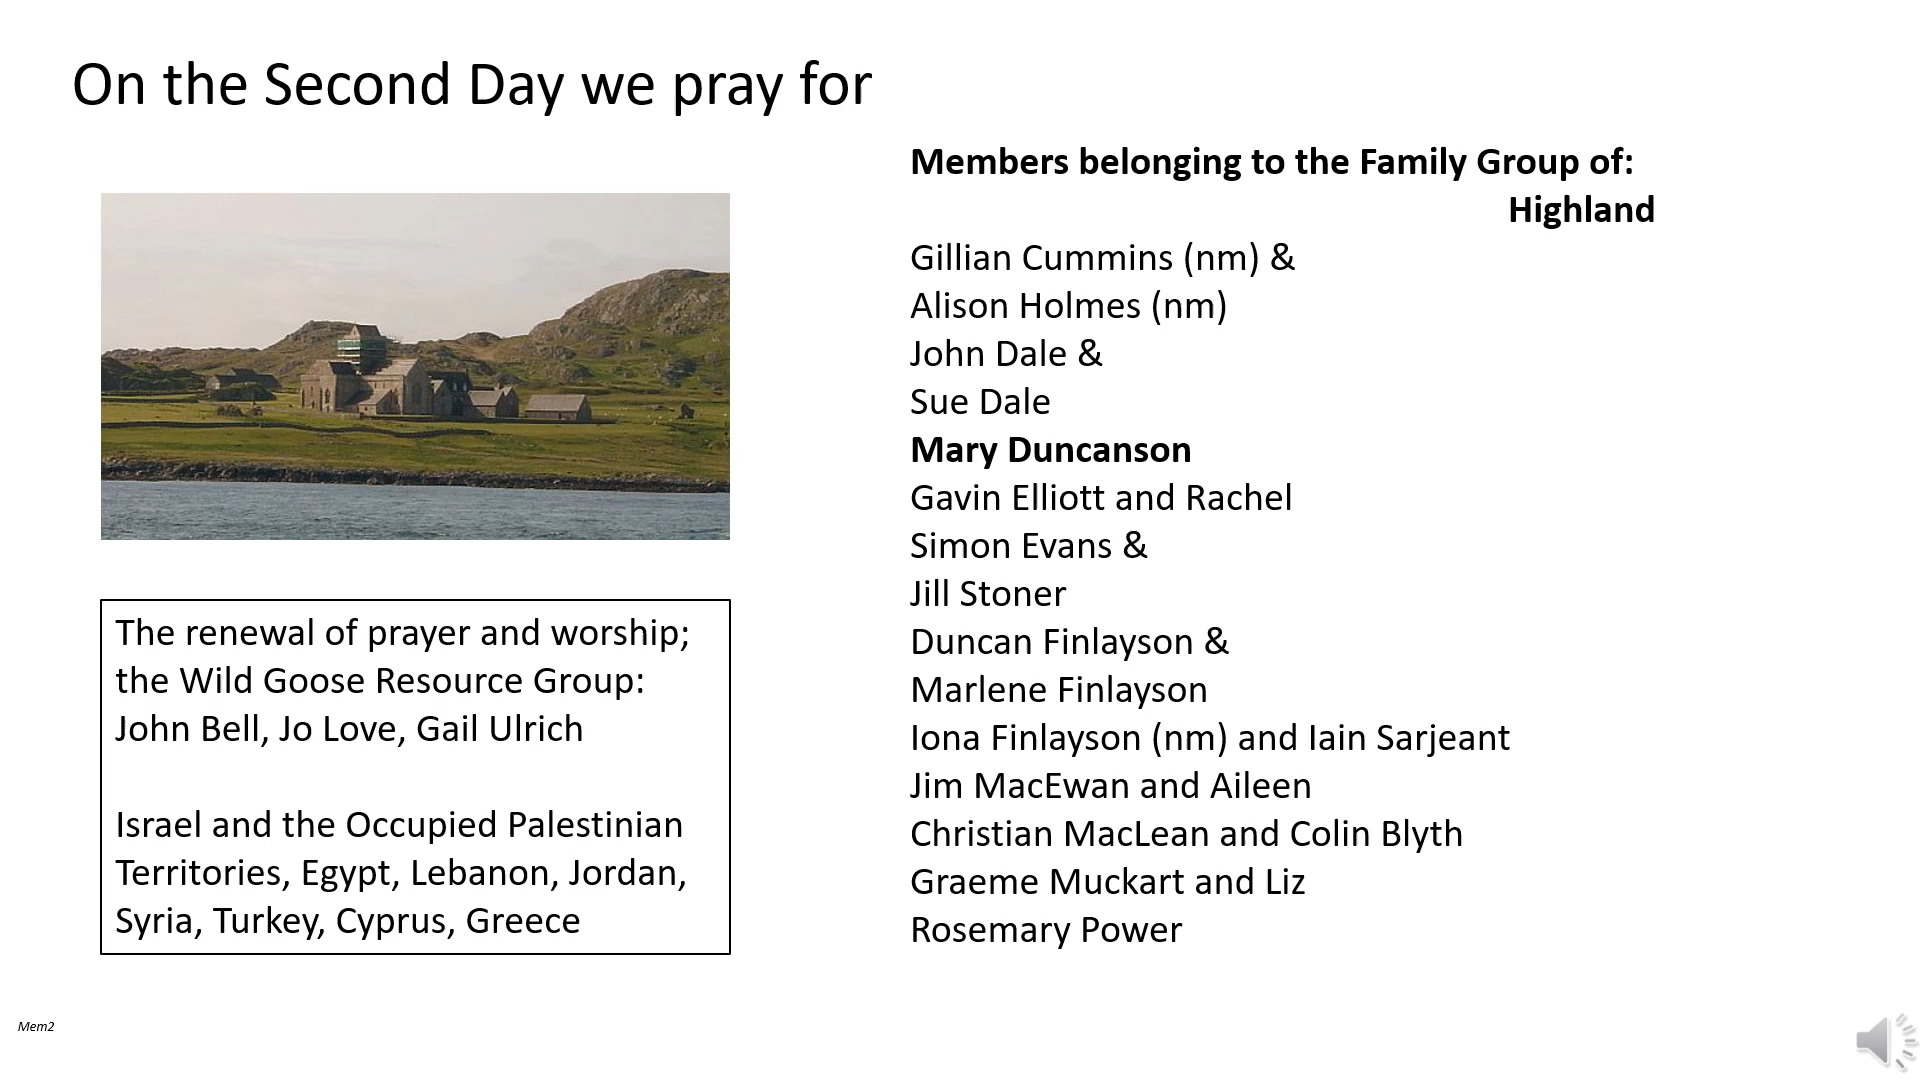 On the Second Day we pray for
Members belonging to the Family Group of:
Highland
Gillian Cummins (nm) &
Alison Holmes (nm)
John Dale &
Sue Dale
Mary Duncanson
Gavin Elliott and Rachel
Simon Evans &
Jill Stoner
Duncan Finlayson &
Marlene Finlayson
Iona Finlayson (nm) and Iain Sarjeant
Jim MacEwan and Aileen
Christian MacLean and Colin Blyth
Graeme Muckart and Liz
Rosemary Power
The renewal of prayer and worship;
the Wild Goose Resource Group:
John Bell, Jo Love, Gail Ulrich
Israel and the Occupied Palestinian
Territories, Egypt, Lebanon, Jordan,
Syria, Turkey, Cyprus, Greece
Mem2